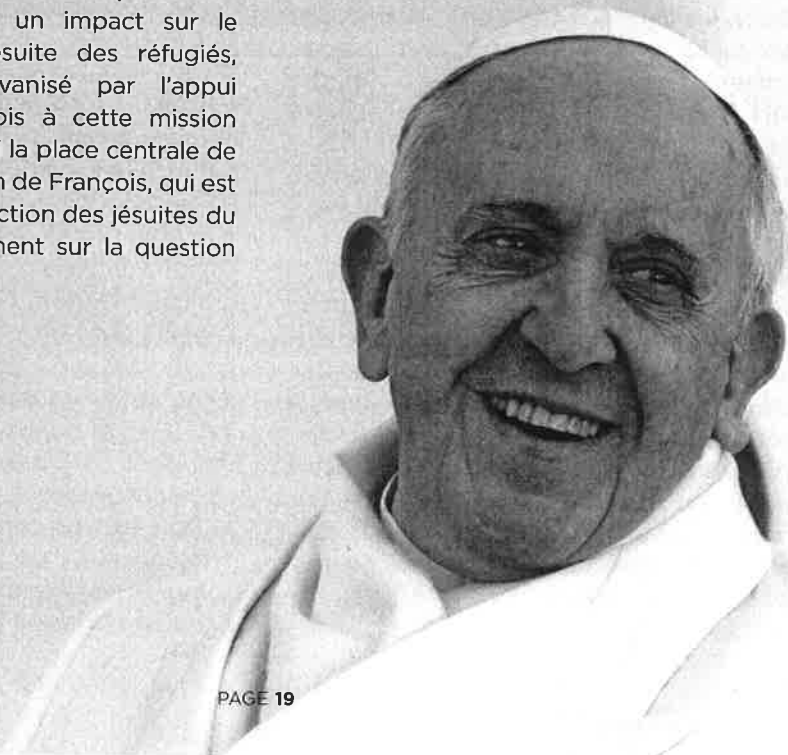 un impact sur le
suite des réfugiés,
vanisé par l'appui
ois à cette mission
la place centrale de
n de François, qui est
ction des jésuites du
ment sur la question
PAGE 19